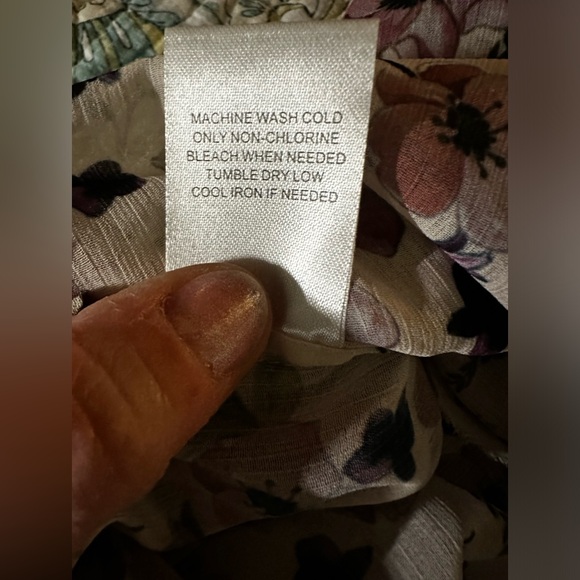 MACHINE WASH COLD
ONLY NON-CHLORINE
BLEACH WHEN NEEDED
TUMBLE DRY LOW
COOL IRON IF NEEDED